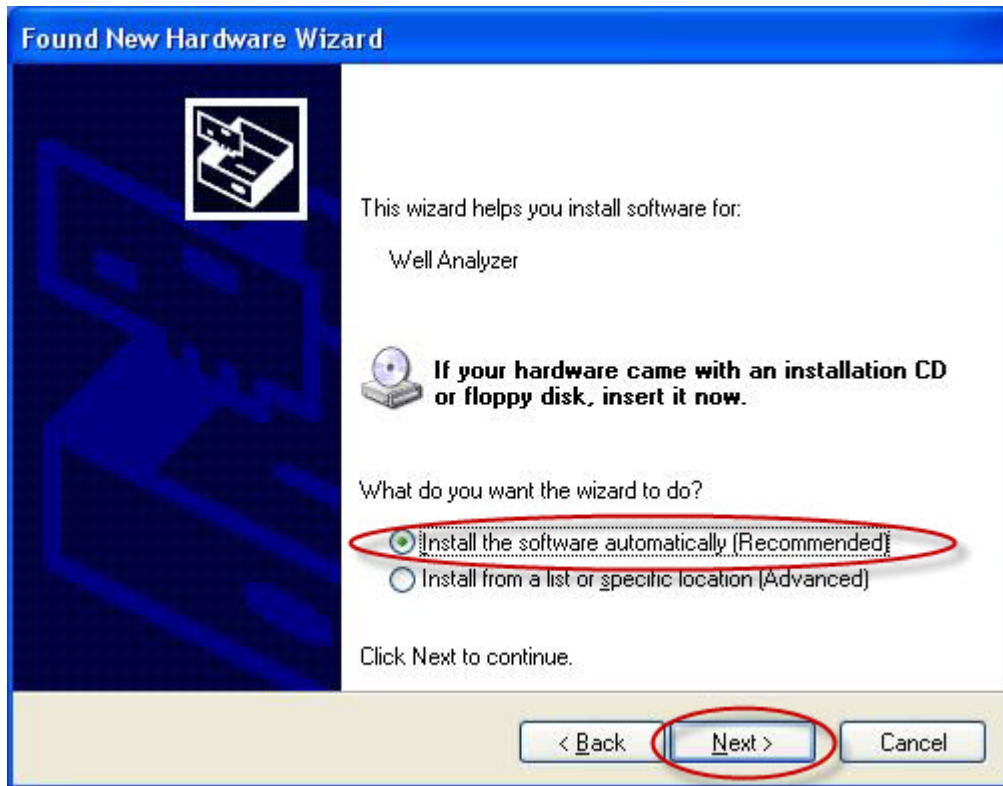 Found New Hardware Wizard
This wizard helps you install software for:
Well Analyzer
If your hardware came with an installation CD
or floppy disk, insert it now.
What do you want the wizard to do?
Install the software automatically (Recommended)
Install from a list or specific location (Advanced)
Click Next to continue.
< Back Next > Cancel